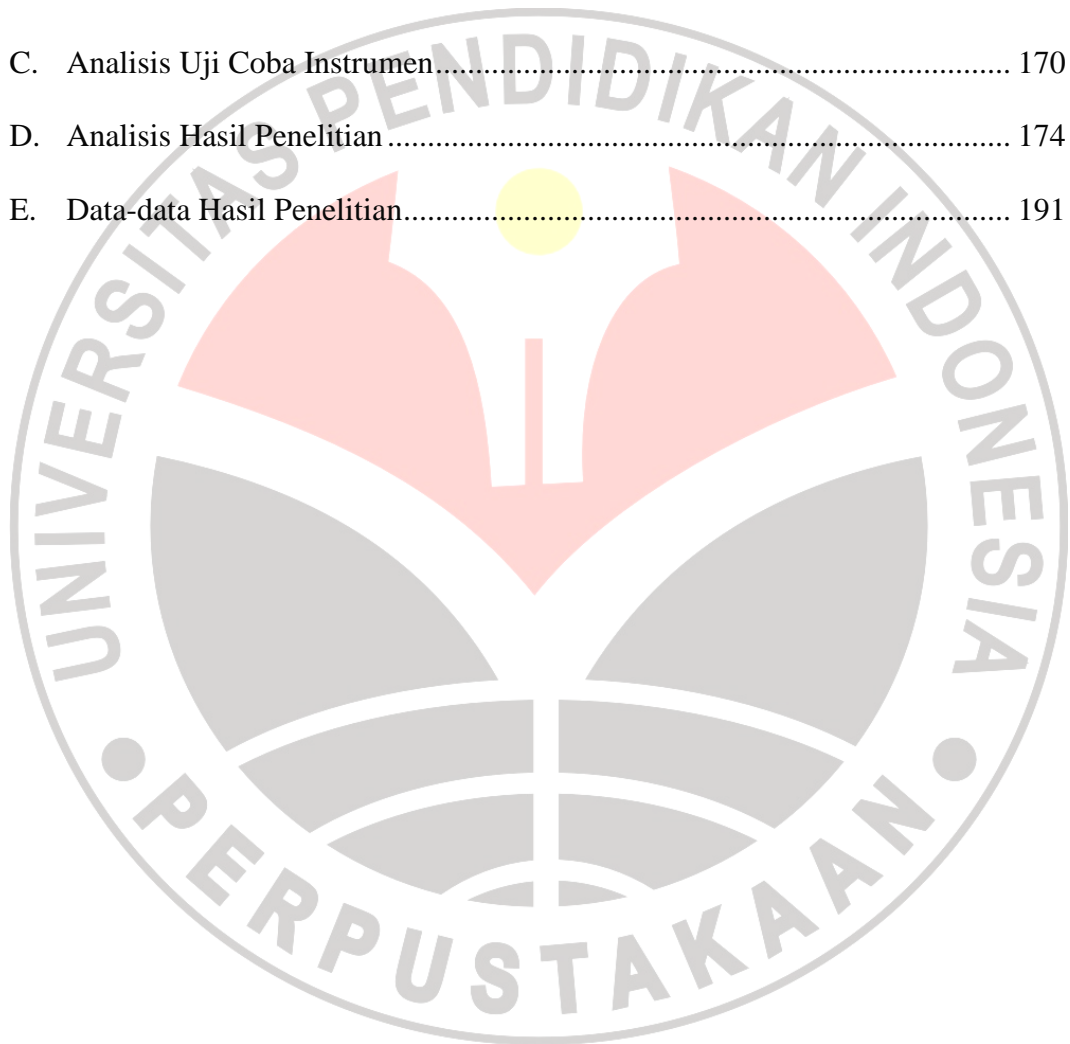 C. Analisis Uji Coba Instrumen........................................................................ 170
D. Analisis Hasil Penelitian .............................................................................. 174
E. Data-data Hasil Penelitian............................................................................ 191
UNIVERSITAS PENDIDIKAN INDONESIA
PERPUSTAKAAN